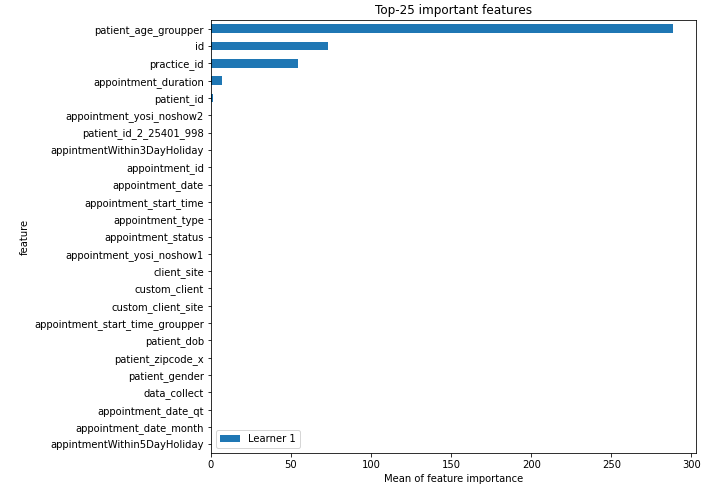 Top-25 important features
patient_age_groupper
id
practice_id
appointment_duration
patient_id
appointment_yosi_noshow2
patient_id_2_25401_998
appintmentWithin3DayHoliday
appointment_id
appointment_date
appointment_start_time
appointment_type
appointment_status
appointment_yosi_noshow1
client_site
custom_client
custom_client_site
appointment_start_time_groupper
patient_dob
patient_zipcode_x
patient_gender
data_collect
appointment_date_qt
appointment_date_month
appintmentWithin5DayHoliday
feature
Learner 1
0 50 100 150 200 250 300
Mean of feature importance